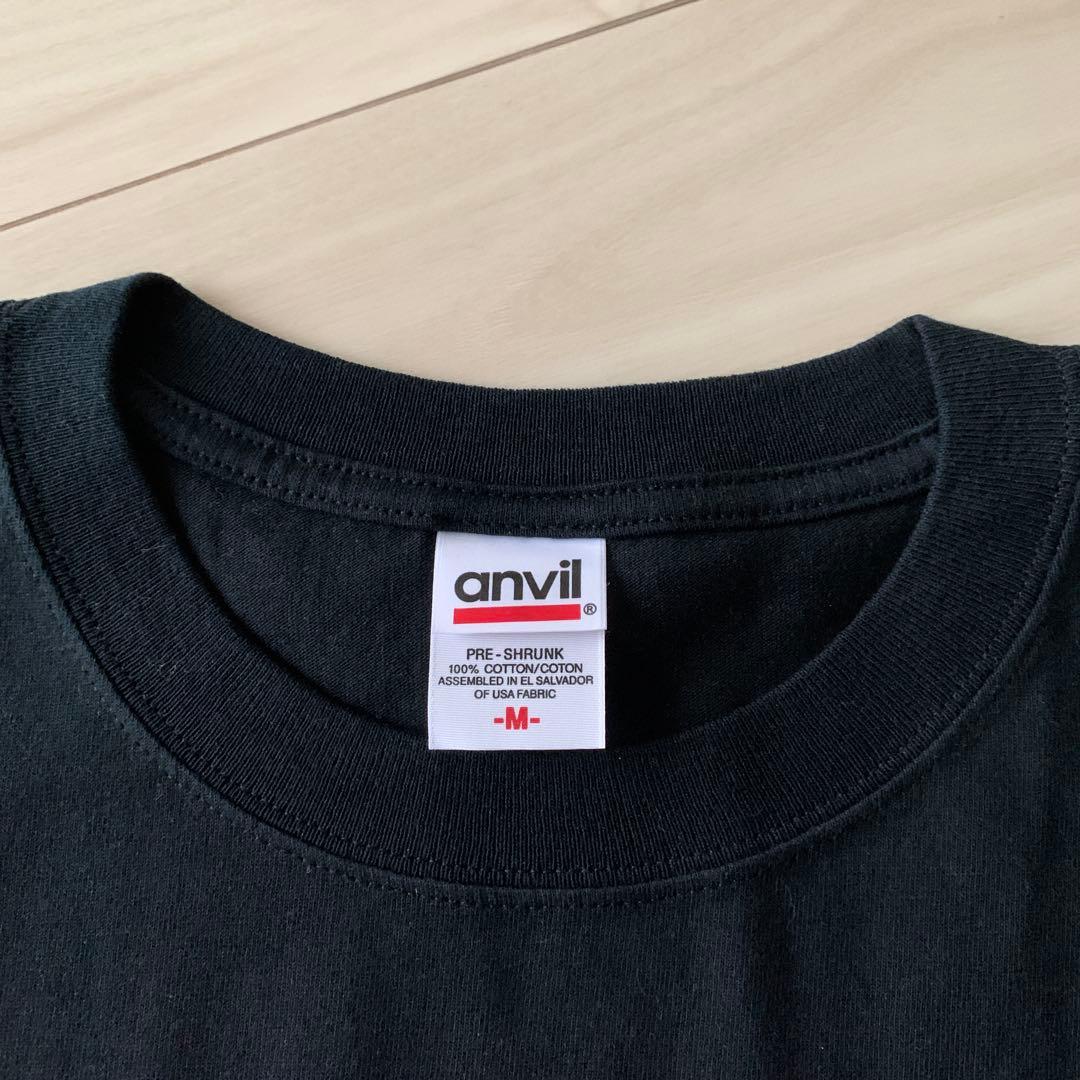 anvil®
PRE-SHRUNK
100% COTTON/COTON
ASSEMBLED IN EL SALVADOR
OF USA FABRIC
-M-